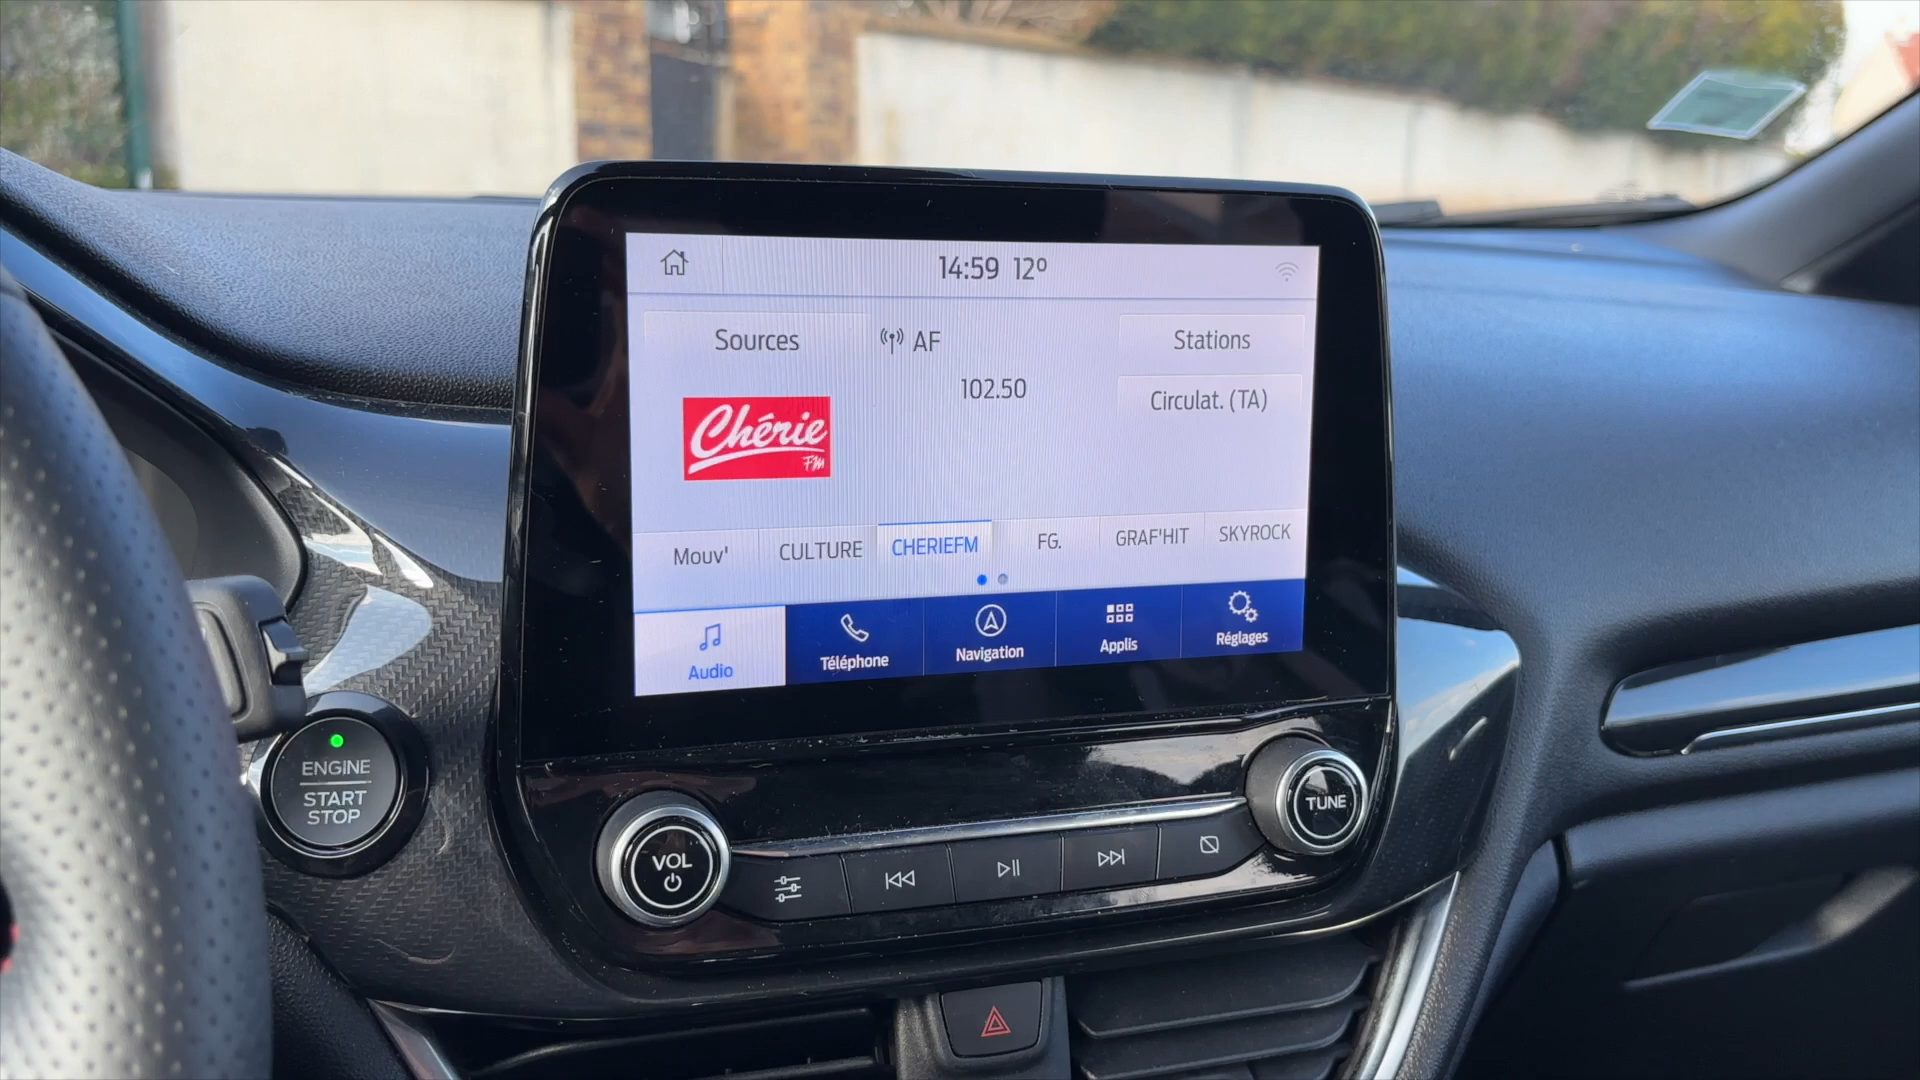 14:59 12°
Sources
AF
Stations
102.50
Circulat. (TA)
Chérie
FM
Mouv'
CULTURE
CHERIEFM
FG.
GRAF'HIT
SKYROCK
Audio
Téléphone
Navigation
Applis
Réglages
ENGINE
START
STOP
VOL
TUNE